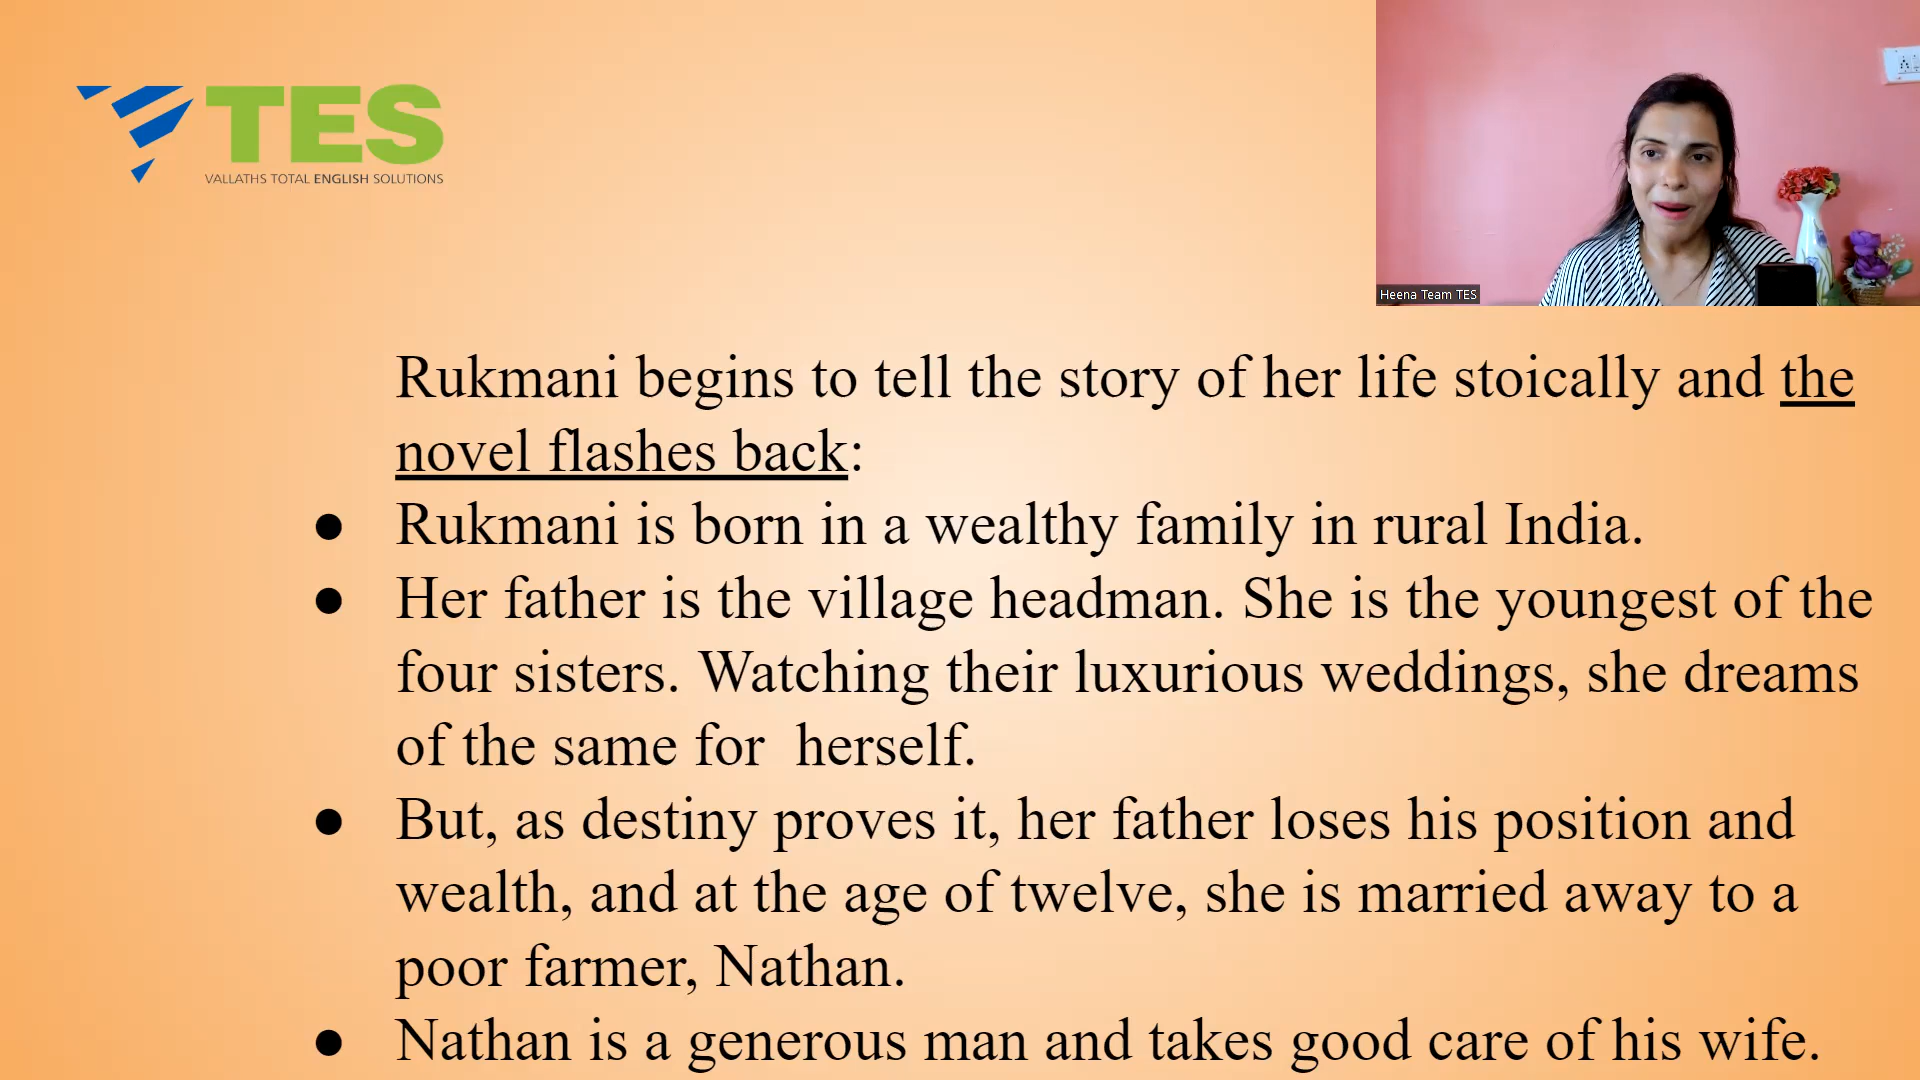 TES
VALLATHS TOTAL ENGLISH SOLUTIONS
Heena Team TES
Rukmani begins to tell the story of her life stoically and the
novel flashes back:
● Rukmani is born in a wealthy family in rural India.
● Her father is the village headman. She is the youngest of the
four sisters. Watching their luxurious weddings, she dreams
of the same for  herself.
● But, as destiny proves it, her father loses his position and
wealth, and at the age of twelve, she is married away to a
poor farmer, Nathan.
● Nathan is a generous man and takes good care of his wife.